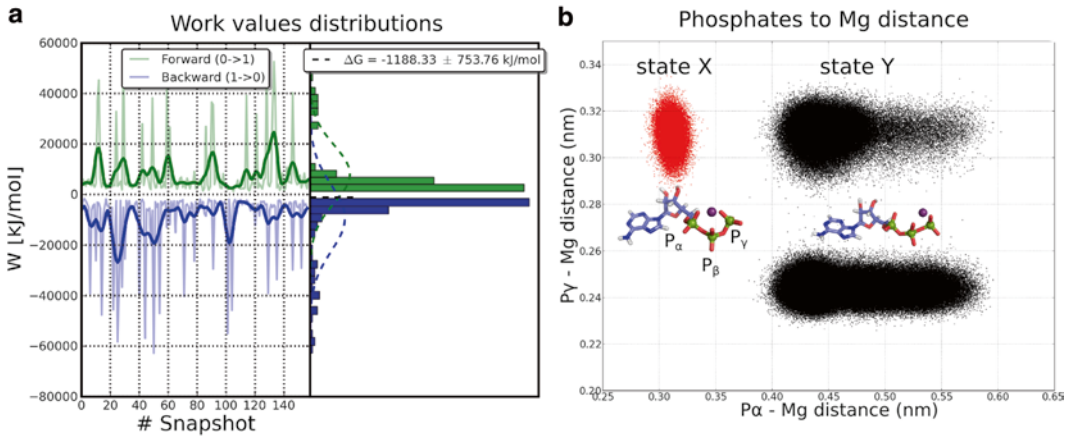 a
Work values distributions
Forward (0->1)
Backward (1->0)
ΔG = -1188.33 ± 753.76 kJ/mol
W [kJ/mol]
60000
40000
20000
0
−20000
−40000
−60000
−80000
0 20 40 60 80 100 120 140
# Snapshot
b
Phosphates to Mg distance
state X
state Y
Pγ - Mg distance (nm)
0.34
0.32
0.30
0.28
0.26
0.24
0.22
0.20
Pα
Pβ
Pγ
0.25 0.30 0.35 0.40 0.45 0.50 0.55 0.60 0.65
Pα - Mg distance (nm)